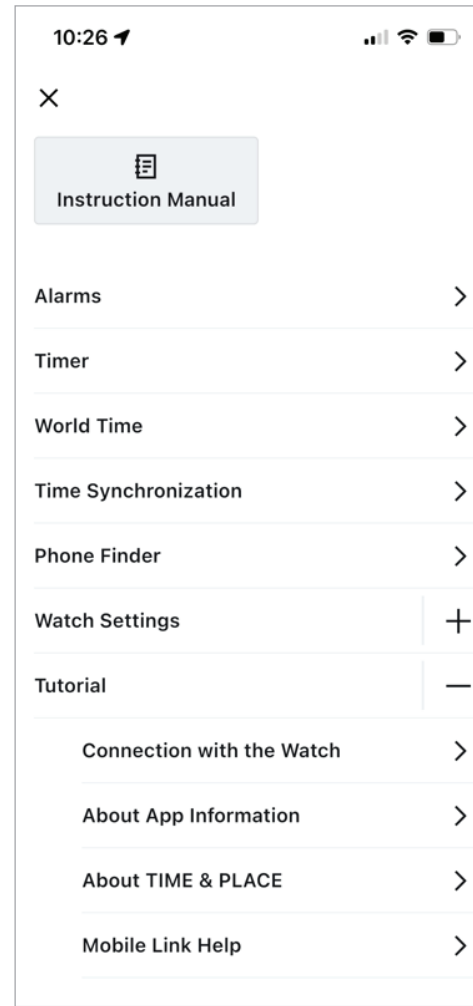 10:26
Instruction Manual
Alarms
Timer
World Time
Time Synchronization
Phone Finder
Watch Settings
Tutorial
Connection with the Watch
About App Information
About TIME & PLACE
Mobile Link Help